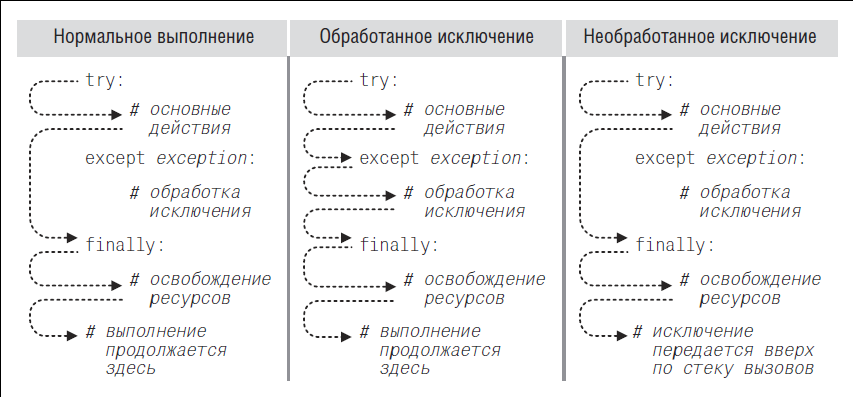 Нормальное выполнение
try:
# основные
действия
except exception:
# обработка
исключения
finally:
# освобождение
ресурсов
# выполнение
продолжается
здесь
Обработанное исключение
try:
# основные
действия
except exception:
# обработка
исключения
finally:
# освобождение
ресурсов
# выполнение
продолжается
здесь
Необработанное исключение
try:
# основные
действия
except exception:
# обработка
исключения
finally:
# освобождение
ресурсов
# исключение
передается вверх
по стеку вызовов